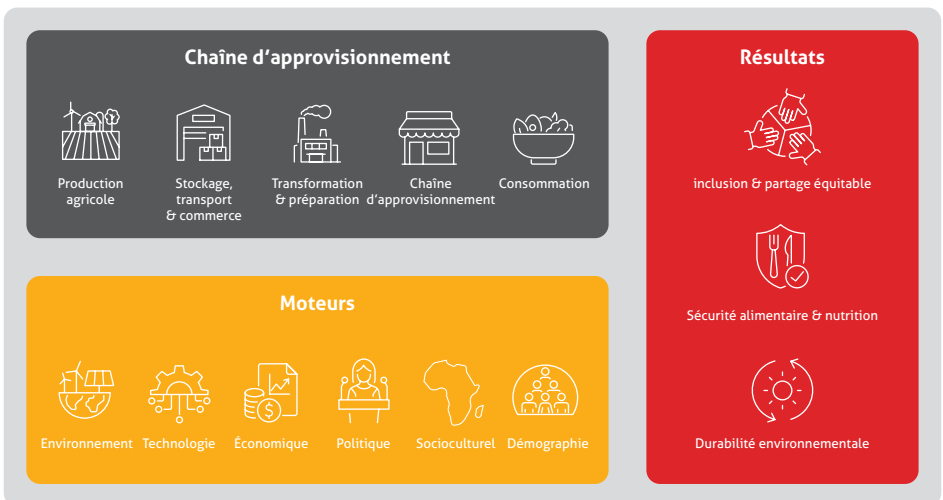 Chaîne d'approvisionnement
Production
agricole
Stockage,
transport
& commerce
Transformation
& préparation
Chaîne
d'approvisionnement
Consommation
Moteurs
Environnement
Technologie
Économique
Politique
Socioculturel
Démographie
Résultats
inclusion & partage équitable
Sécurité alimentaire & nutrition
Durabilité environnementale